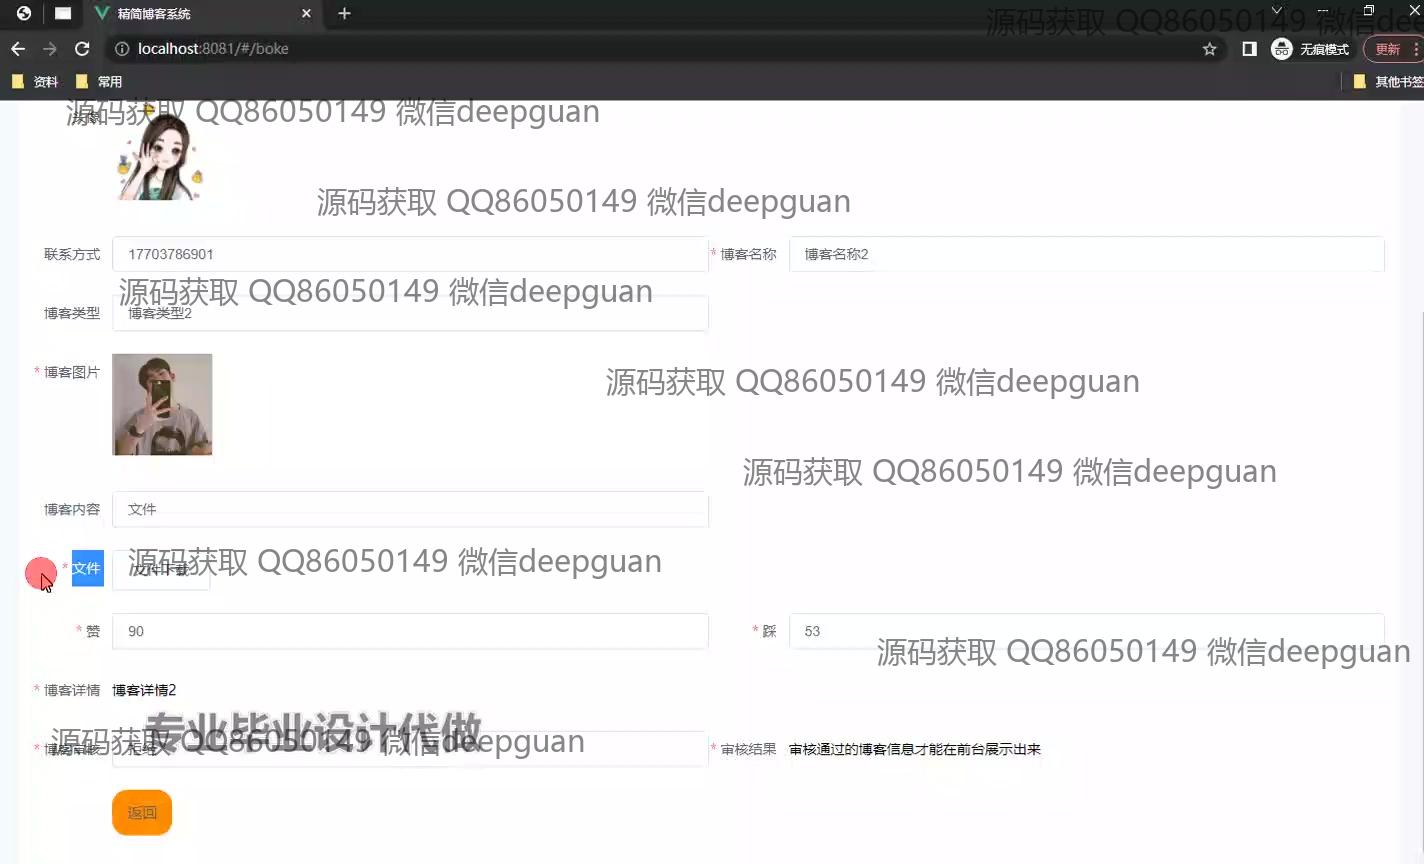 精简博客系统
源码获取 QQ86050149 微信dee
localhost:8081/#/boke
无痕模式
更新
资料
常用
其他书签
源码获取 QQ86050149 微信deepguan
源码获取 QQ86050149 微信deepguan
联系方式 17703786901
* 博客名称 博客名称2
源码获取 QQ86050149 微信deepguan
博客类型 博客类型2
* 博客图片
源码获取 QQ86050149 微信deepguan
源码获取 QQ86050149 微信deepguan
博客内容 文件
* 文件 文件下载
源码获取 QQ86050149 微信deepguan
* 赞 90
* 踩 53
源码获取 QQ86050149 微信deepguan
* 博客详情 博客详情2
专业毕业设计代做
源码获取 QQ86050149 微信deepguan
* 审核结果 审核通过的博客信息才能在前台展示出来
返回